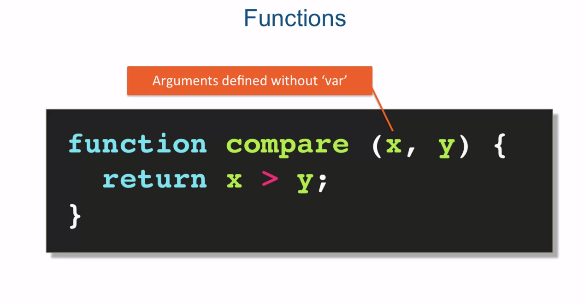 Functions
Arguments defined without ‘var’
function compare (x, y) {
  return x > y;
}